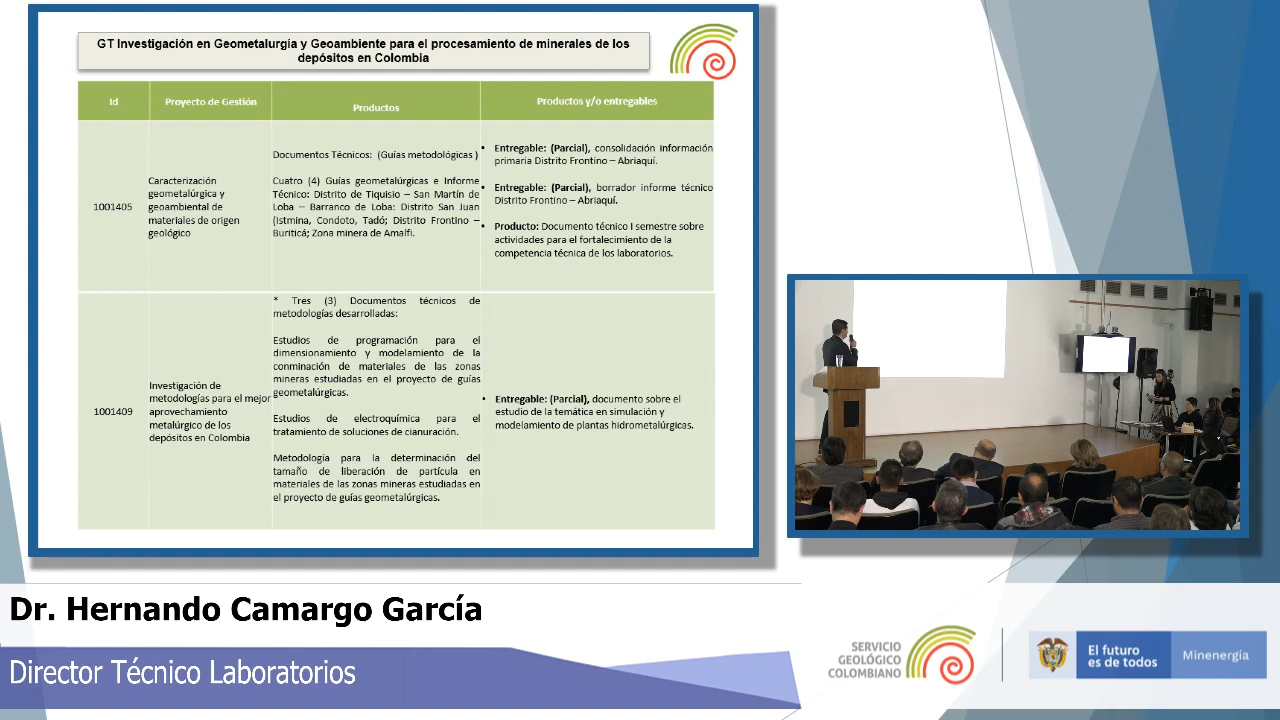 GT Investigación en Geometalurgía y Geoambiente para el procesamiento de minerales de los
depósitos en Colombia
Id
Proyecto de Gestión
Productos
Productos y/o entregables
1001405
Caracterización
geometalúrgica y
geoambiental de
materiales de origen
geológico
Documentos Técnicos: (Guías metodológicas )
Cuatro (4) Guías geometalúrgicas e Informe
Técnico: Distrito de Tiquisio – San Martín de
Loba – Barranco de Loba: Distrito San Juan
(Istmina, Condoto, Tadó; Distrito Frontino –
Buriticá; Zona minera de Amalfi.
• Entregable: (Parcial), consolidación información
primaria Distrito Frontino – Abriaquí.
• Entregable: (Parcial), borrador informe técnico
Distrito Frontino – Abriaquí.
• Producto: Documento técnico I semestre sobre
actividades para el fortalecimiento de la
competencia técnica de los laboratorios.
1001409
Investigación de
metodologías para el mejor
aprovechamiento
metalúrgico de los
depósitos en Colombia
* Tres (3) Documentos técnicos de
metodologías desarrolladas:
Estudios de programación para el
dimensionamiento y modelamiento de la
conminación de materiales de las zonas
mineras estudiadas en el proyecto de guías
geometalúrgicas.
Estudios de electroquímica para el
tratamiento de soluciones de cianuración.
Metodología para la determinación del
tamaño de liberación de partícula en
materiales de las zonas mineras estudiadas en
el proyecto de guías geometalúrgicas.
• Entregable: (Parcial), documento sobre el
estudio de la temática en simulación y
modelamiento de plantas hidrometalúrgicas.
Dr. Hernando Camargo García
Director Técnico Laboratorios
SERVICIO
GEOLÓGICO
COLOMBIANO
El futuro
es de todos
Minenergía